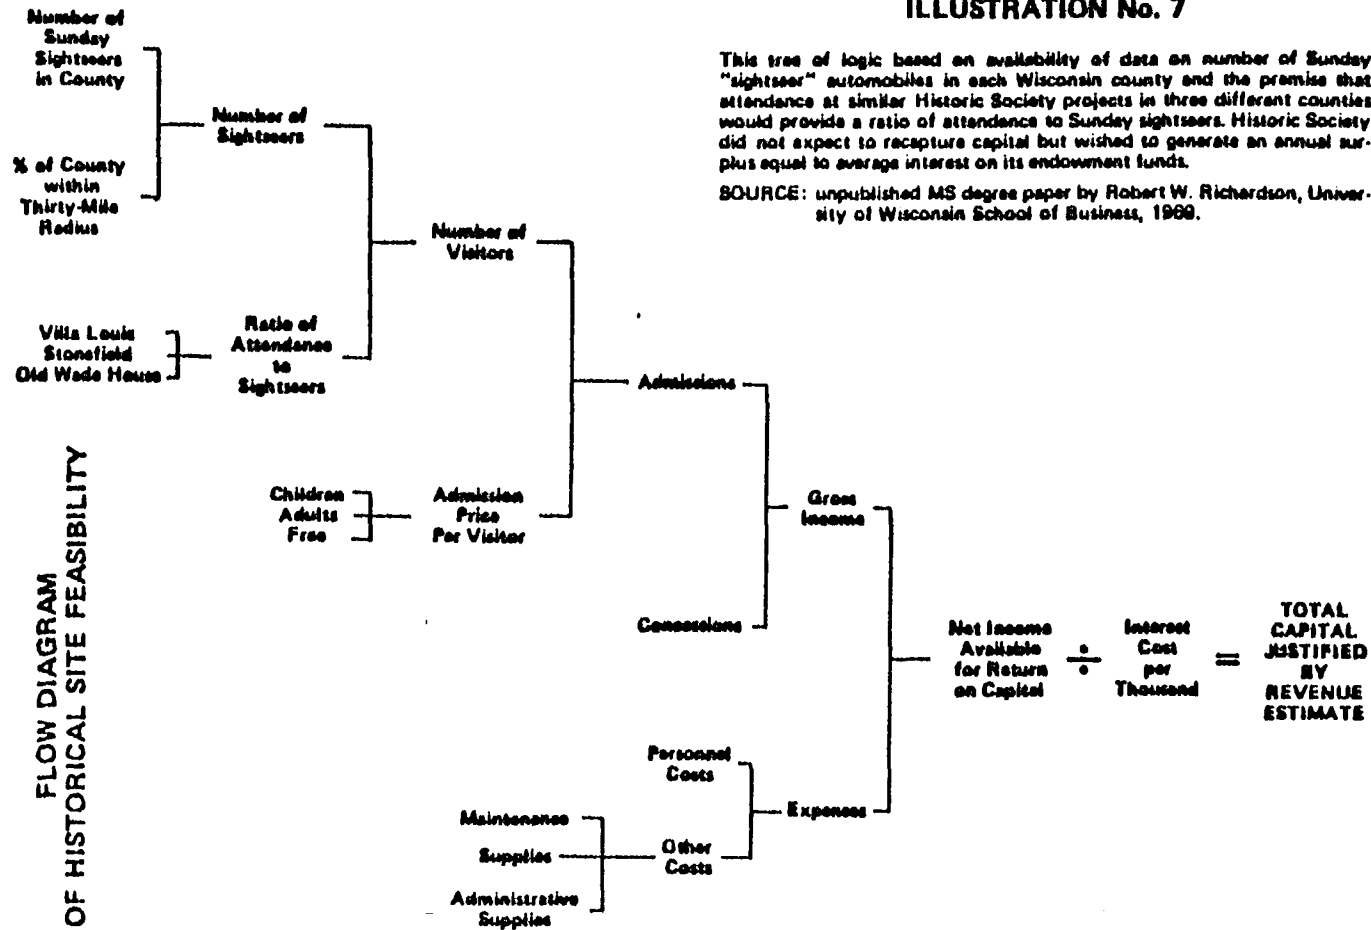 ILLUSTRATION No. 7
This tree of logic based on availability of data on number of Sunday
"sightseer" automobiles in each Wisconsin county and the premise that
attendance at similar Historic Society projects in three different counties
would provide a ratio of attendance to Sunday sightseers. Historic Society
did not expect to recapture capital but wished to generate an annual sur-
plus equal to average interest on its endowment funds.
SOURCE: unpublished MS degree paper by Robert W. Richardson, Univer-
sity of Wisconsin School of Business, 1969.
Number of
Sunday
Sightseers
in County
% of County
within
Thirty-Mile
Radius
Number of
Sightseers
Villa Louis
Stonefield
Old Wade House
Ratio of
Attendance
to
Sightseers
Number of
Visitors
Children
Adults
Free
Admission
Price
Per Visitor
Admissions
Concessions
Gross
Income
Personnel
Costs
Maintenance
Supplies
Administrative
Supplies
Other
Costs
Expenses
Net Income
Available
for Return
on Capital
÷
Interest
Cost
per
Thousand
=
TOTAL
CAPITAL
JUSTIFIED
BY
REVENUE
ESTIMATE
FLOW DIAGRAM
OF HISTORICAL SITE FEASIBILITY